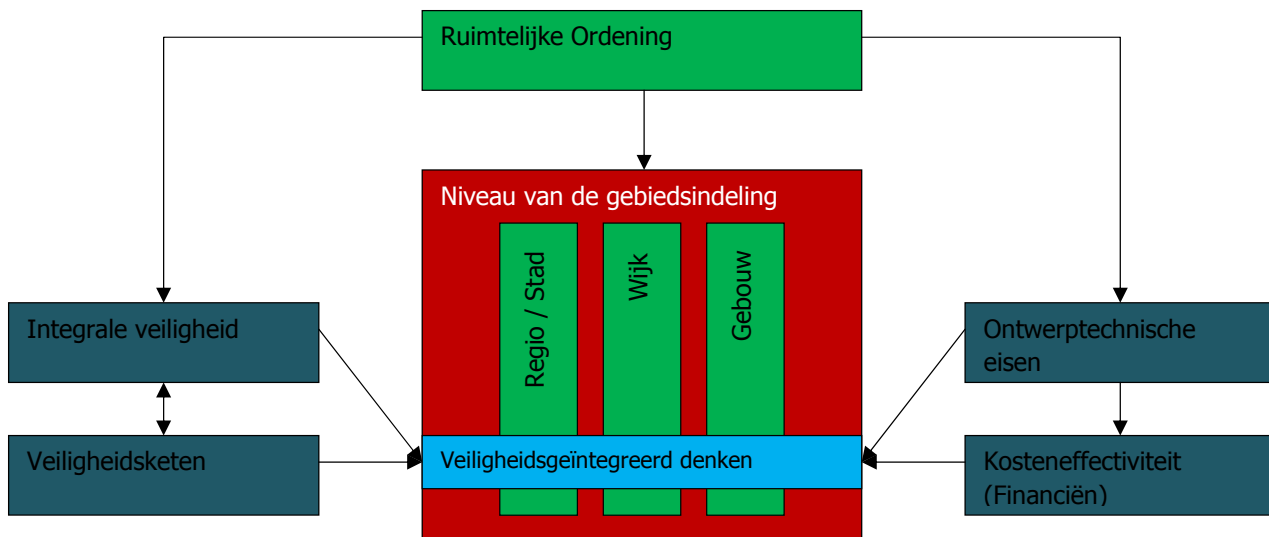 Ruimtelijke Ordening
Niveau van de gebiedsindeling
Regio / Stad
Wijk
Gebouw
Integrale veiligheid
Ontwerptechnische
eisen
Veiligheidsketen
Veiligheidsgeïntegreerd denken
Kosteneffectiviteit
(Financiën)